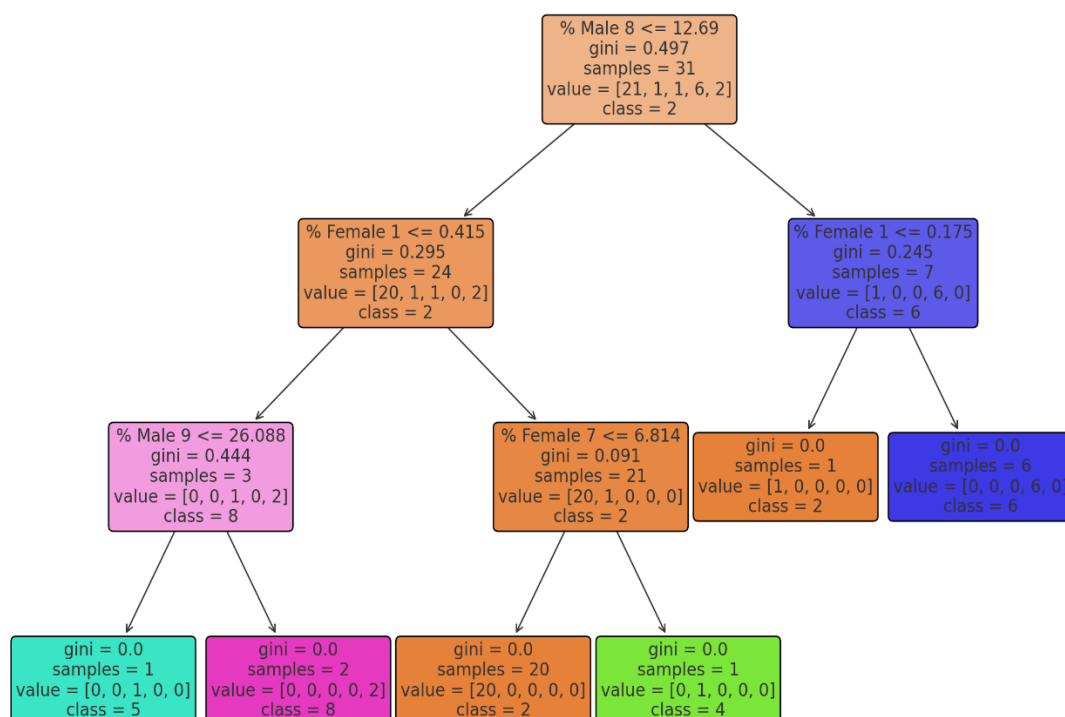 % Male 8 <= 12.69
gini = 0.497
samples = 31
value = [21, 1, 1, 6, 2]
class = 2
% Female 1 <= 0.415
gini = 0.295
samples = 24
value = [20, 1, 1, 0, 2]
class = 2
% Female 1 <= 0.175
gini = 0.245
samples = 7
value = [1, 0, 0, 6, 0]
class = 6
% Male 9 <= 26.088
gini = 0.444
samples = 3
value = [0, 0, 1, 0, 2]
class = 8
% Female 7 <= 6.814
gini = 0.091
samples = 21
value = [20, 1, 0, 0, 0]
class = 2
gini = 0.0
samples = 1
value = [1, 0, 0, 0, 0]
class = 2
gini = 0.0
samples = 6
value = [0, 0, 0, 6, 0]
class = 6
gini = 0.0
samples = 1
value = [0, 0, 1, 0, 0]
class = 5
gini = 0.0
samples = 2
value = [0, 0, 0, 0, 2]
class = 8
gini = 0.0
samples = 20
value = [20, 0, 0, 0, 0]
class = 2
gini = 0.0
samples = 1
value = [0, 1, 0, 0, 0]
class = 4